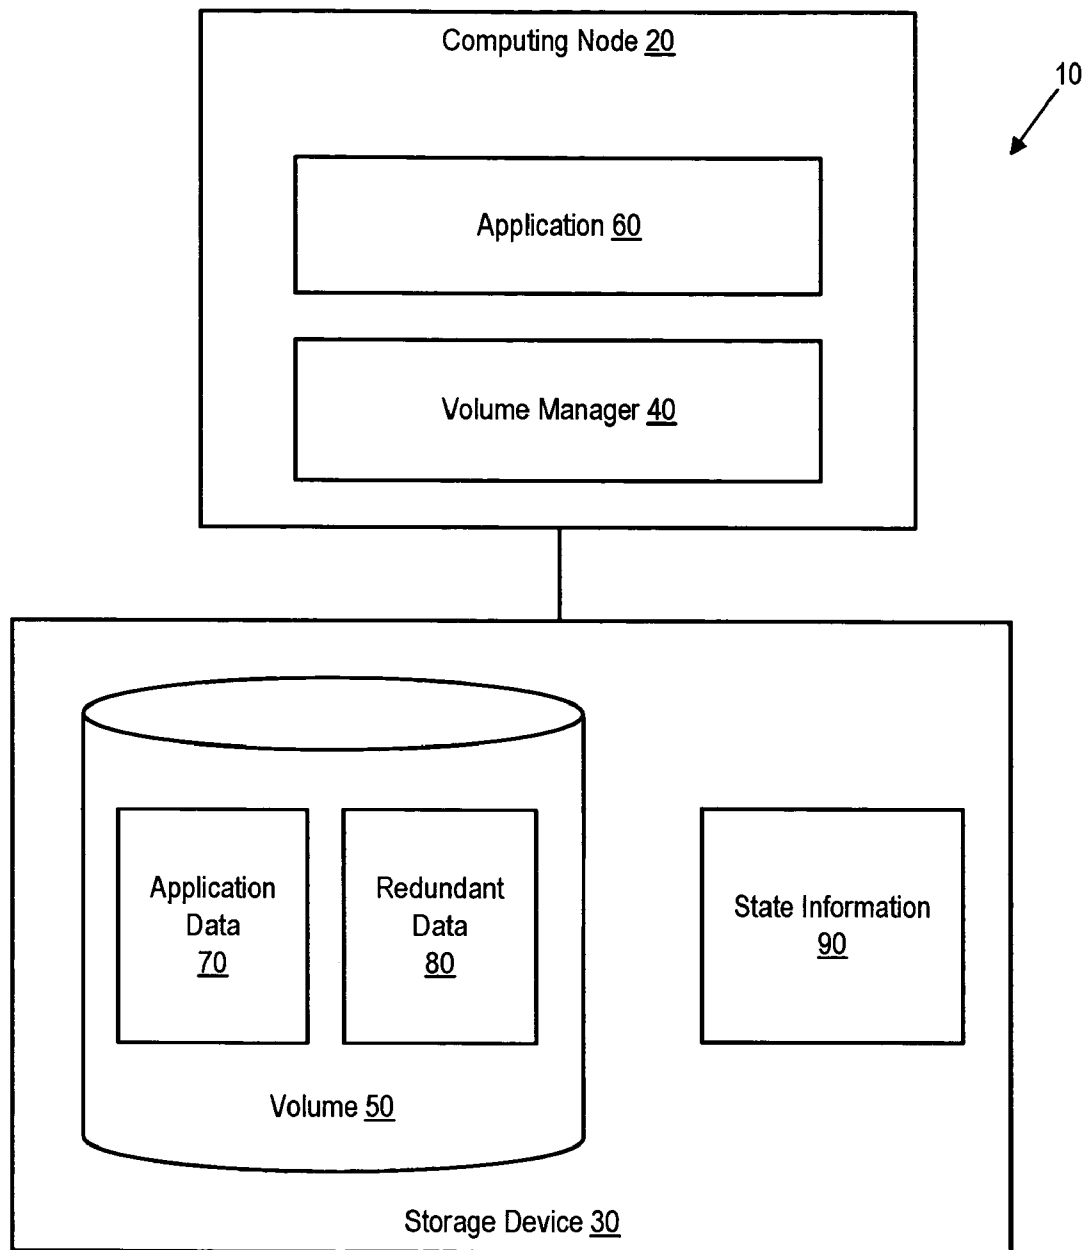 Computing Node 20
10
Application 60
Volume Manager 40
Application
Data
70
Redundant
Data
80
State Information
90
Volume 50
Storage Device 30